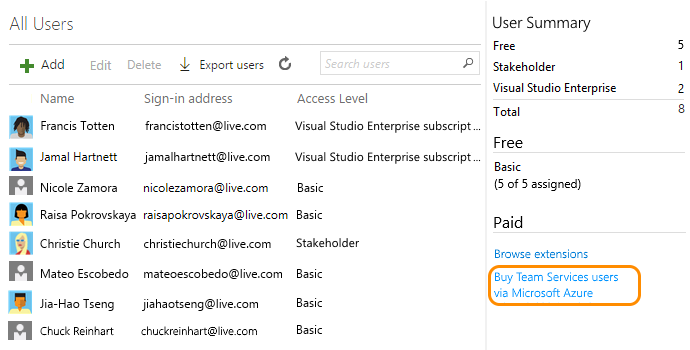 All Users
Add Edit Delete Export users Search users
Name Sign-in address Access Level
Francis Totten francistotten@live.com Visual Studio Enterprise subscript ...
Jamal Hartnett jamalhartnett@live.com Visual Studio Enterprise subscript ...
Nicole Zamora nicolezamora@live.com Basic
Raisa Pokrovskaya raisapokrovskaya@live.com Basic
Christie Church christiechurch@live.com Stakeholder
Mateo Escobedo mateoescobedo@live.com Basic
Jia-Hao Tseng jiahaotseng@live.com Basic
Chuck Reinhart chuckreinhart@live.com Basic
User Summary
Free 5
Stakeholder 1
Visual Studio Enterprise 2
Total 8
Free
Basic
(5 of 5 assigned)
Paid
Browse extensions
Buy Team Services users
via Microsoft Azure